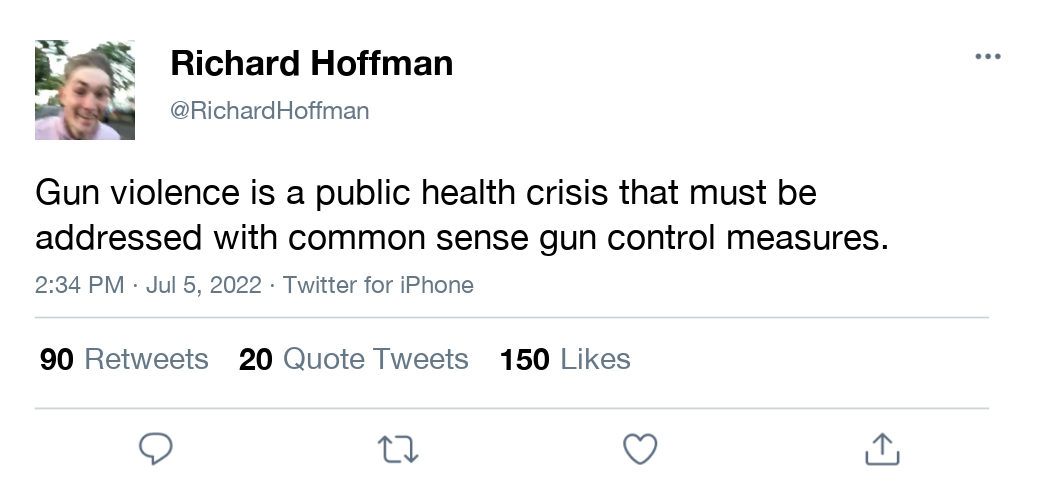 Richard Hoffman
@RichardHoffman
Gun violence is a public health crisis that must be
addressed with common sense gun control measures.
2:34 PM · Jul 5, 2022 · Twitter for iPhone
90 Retweets 20 Quote Tweets 150 Likes